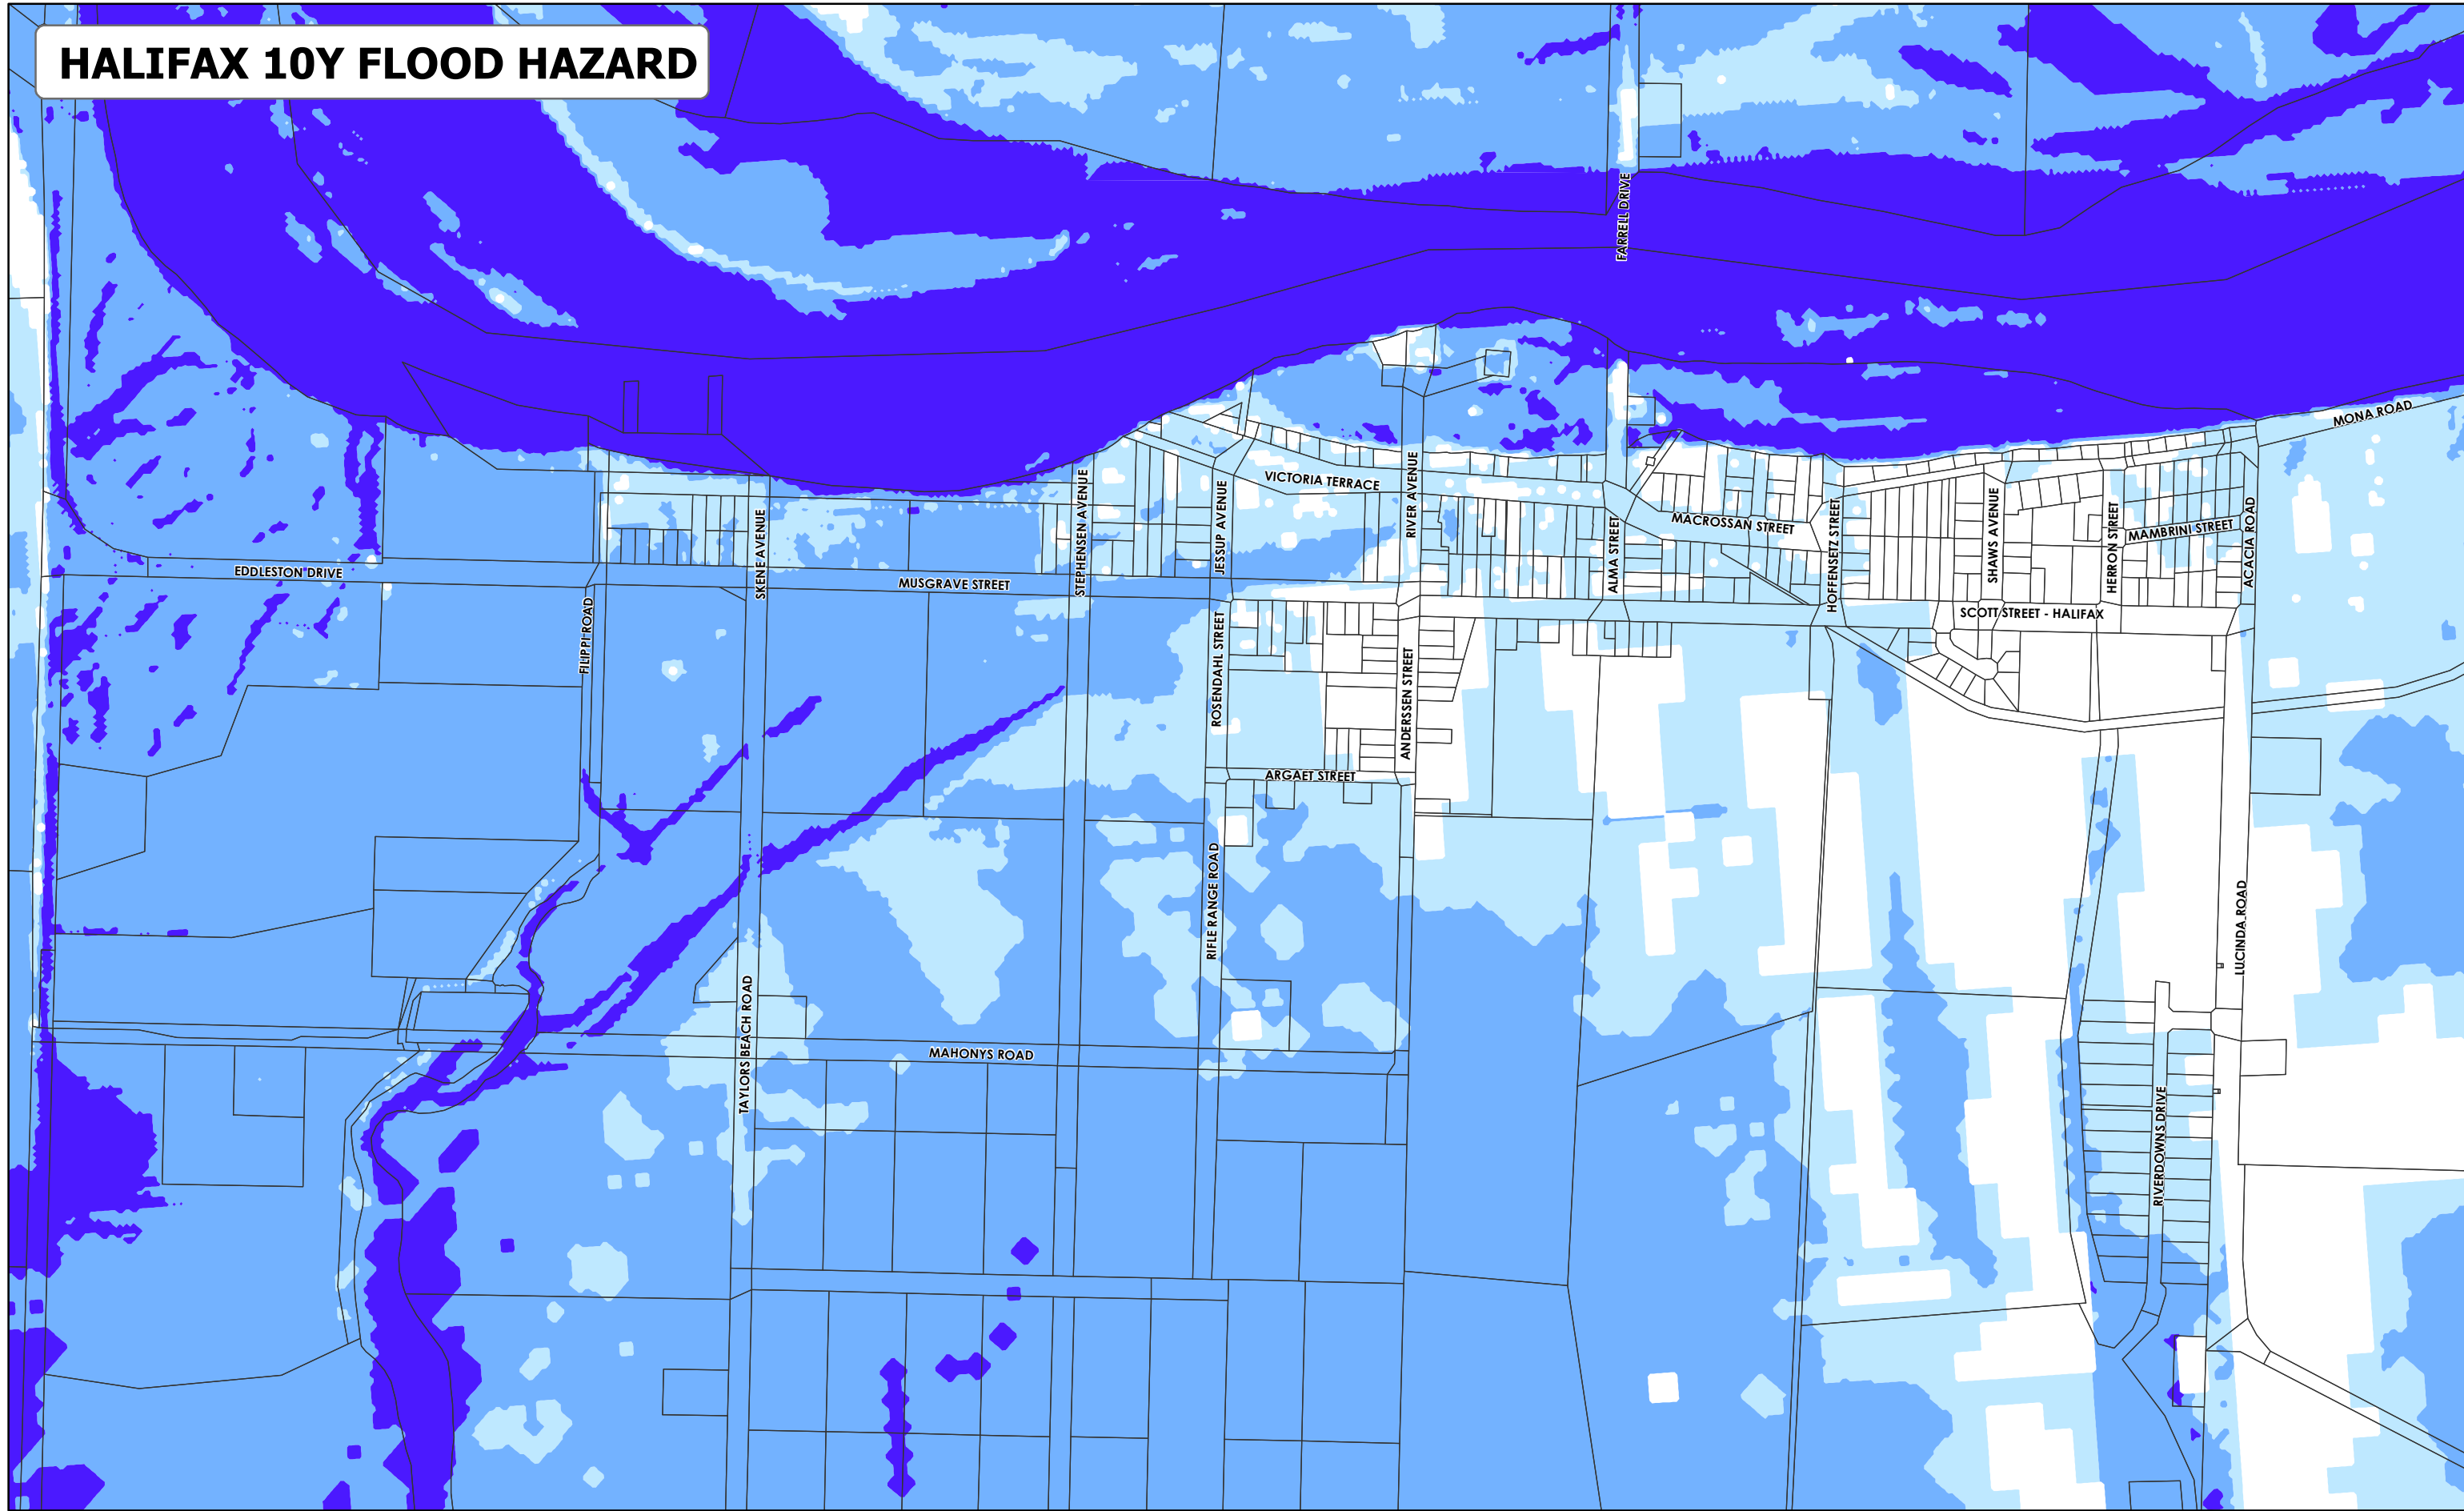 HALIFAX 10Y FLOOD HAZARD
FARRELL DRIVE
MONA ROAD
VICTORIA TERRACE
RIVER AVENUE
STEPHENSEN AVENUE
JESSUP AVENUE
SKENE AVENUE
MACROSSAN STREET
ALMA STREET
HOFFENSETZ STREET
SHAWS AVENUE
HERRON STREET
MAMBRINI STREET
ACACIA ROAD
EDDLESTON DRIVE
MUSGRAVE STREET
SCOTT STREET - HALIFAX
FILIPPI ROAD
ROSENDAHL STREET
ANDERSSEN STREET
ARGAET STREET
RIFLE RANGE ROAD
LUCINDA ROAD
TAYLORS BEACH ROAD
MAHONYS ROAD
RIVERDOWNS DRIVE